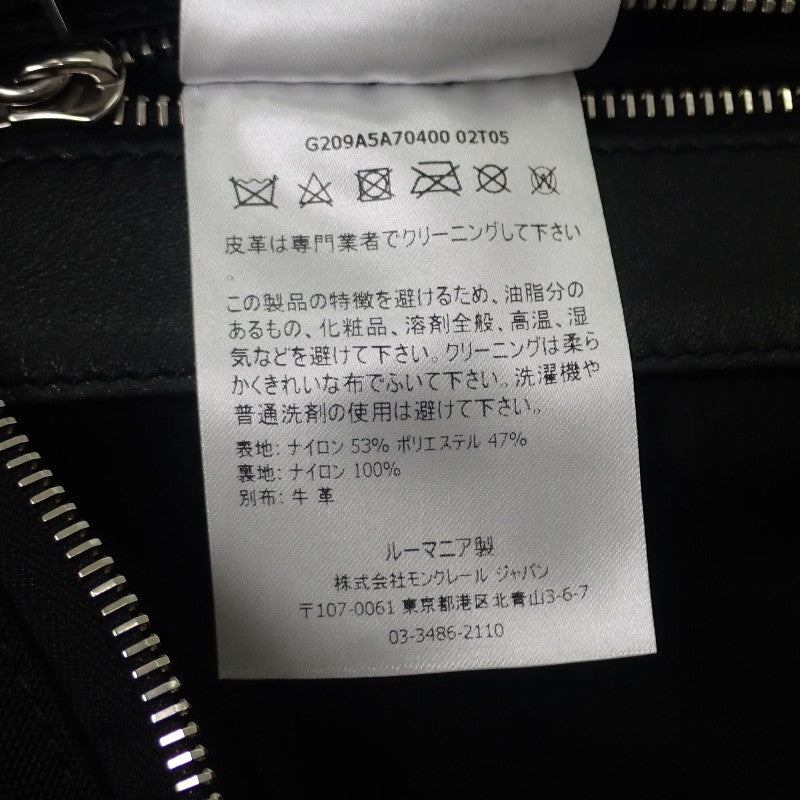 G209A5A70400 02T05
皮革は専門業者でクリーニングして下さい
。
この製品の特徴を避けるため、油脂分の
あるもの、化粧品、溶剤全般、高温、湿
気などを避けて下さい。クリーニングは柔ら
かくきれいな布でふいて下さい。洗濯機や
普通洗剤の使用は避けて下さい。
表地: ナイロン 53% ポリエステル 47%
裏地: ナイロン 100%
別布: 牛 革
ルーマニア製
株式会社モンクレール ジャパン
〒107-0061 東京都港区北青山3-6-7
03-3486-2110